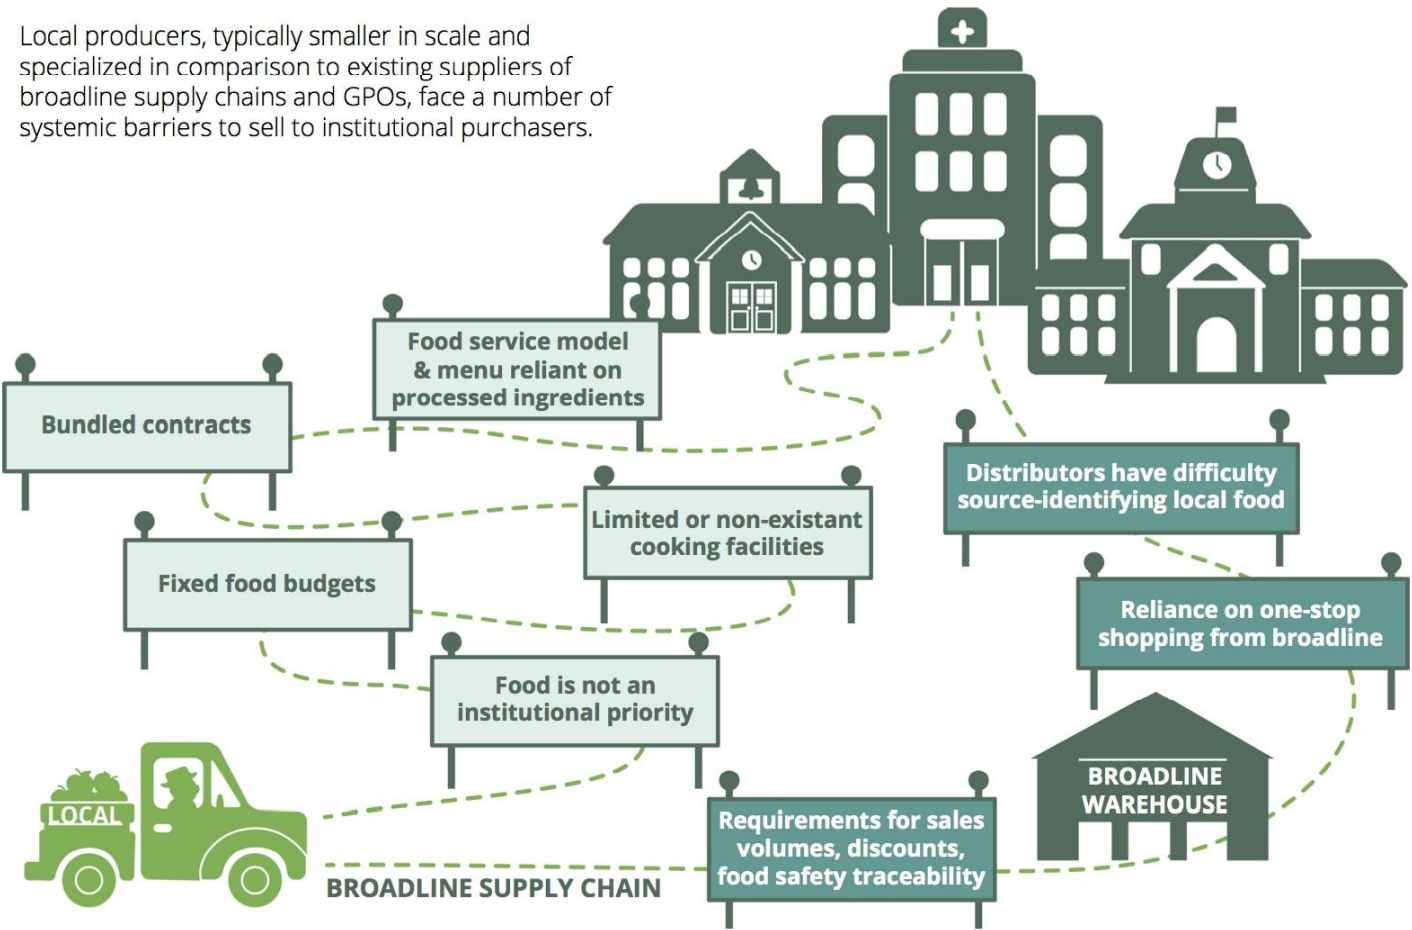 Local producers, typically smaller in scale and
specialized in comparison to existing suppliers of
broadline supply chains and GPOs, face a number of
systemic barriers to sell to institutional purchasers.
Food service model
& menu reliant on
processed ingredients
Bundled contracts
Distributors have difficulty
source-identifying local food
Limited or non-existant
cooking facilities
Fixed food budgets
Reliance on one-stop
shopping from broadline
Food is not an
institutional priority
BROADLINE
WAREHOUSE
LOCAL
Requirements for sales
volumes, discounts,
food safety traceability
BROADLINE SUPPLY CHAIN